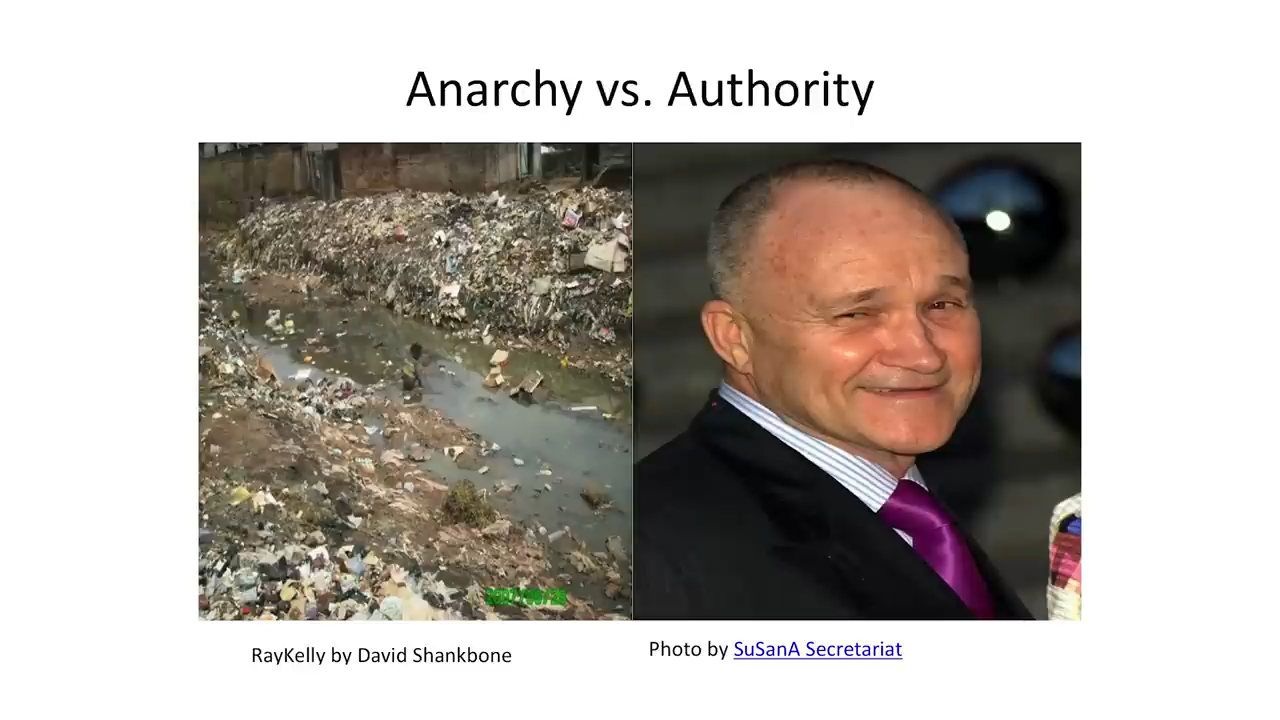 Anarchy vs. Authority
RayKelly by David Shankbone
Photo by SuSanA Secretariat